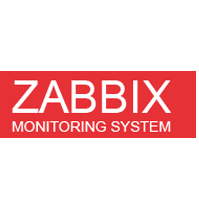 ZABBIX
MONITORING SYSTEM